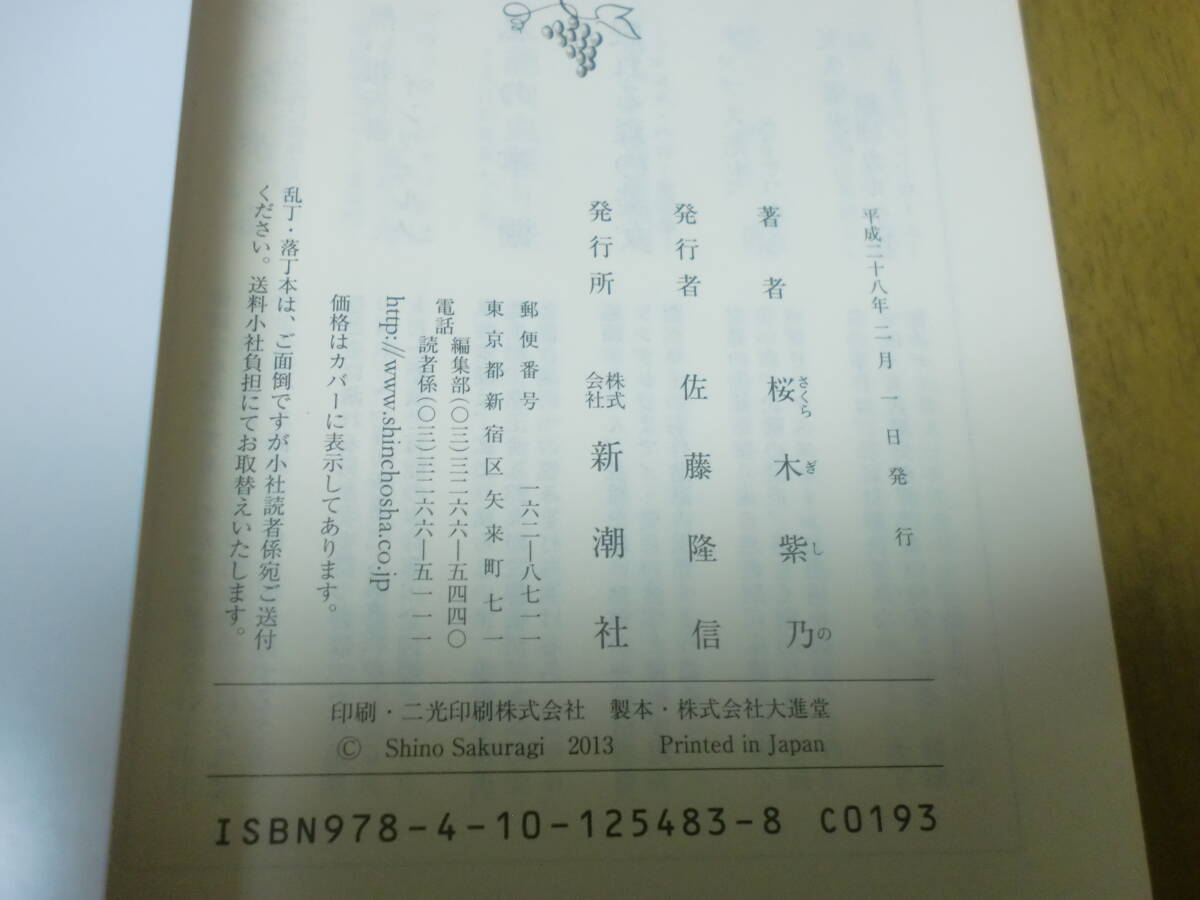 平成二十八年二月一日発行
著者 桜木紫乃
さくらぎしの
発行者 佐藤隆信
発行所 株式会社 新潮社
郵便番号 一六二―八七一一
東京都新宿区矢来町七一
電話 編集部(〇三)三二六六―五四四〇
読者係(〇三)三二六六―五一一一
http://www.shinchosha.co.jp
価格はカバーに表示してあります。
乱丁・落丁本は、ご面倒ですが小社読者係宛ご送付
ください。送料小社負担にてお取替えいたします。
印刷・二光印刷株式会社 製本・株式会社大進堂
© Shino Sakuragi 2013 Printed in Japan
ISBN978-4-10-125483-8 C0193